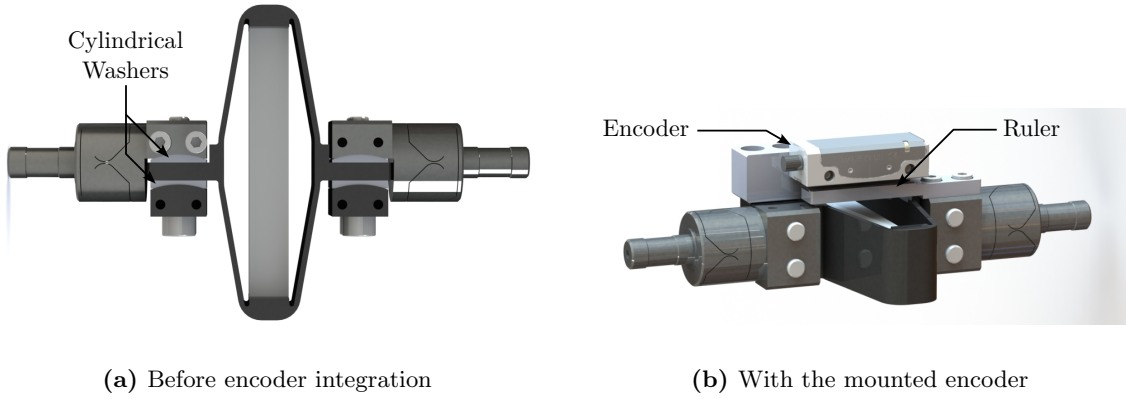 Cylindrical
Washers
Encoder
Ruler
(a) Before encoder integration
(b) With the mounted encoder